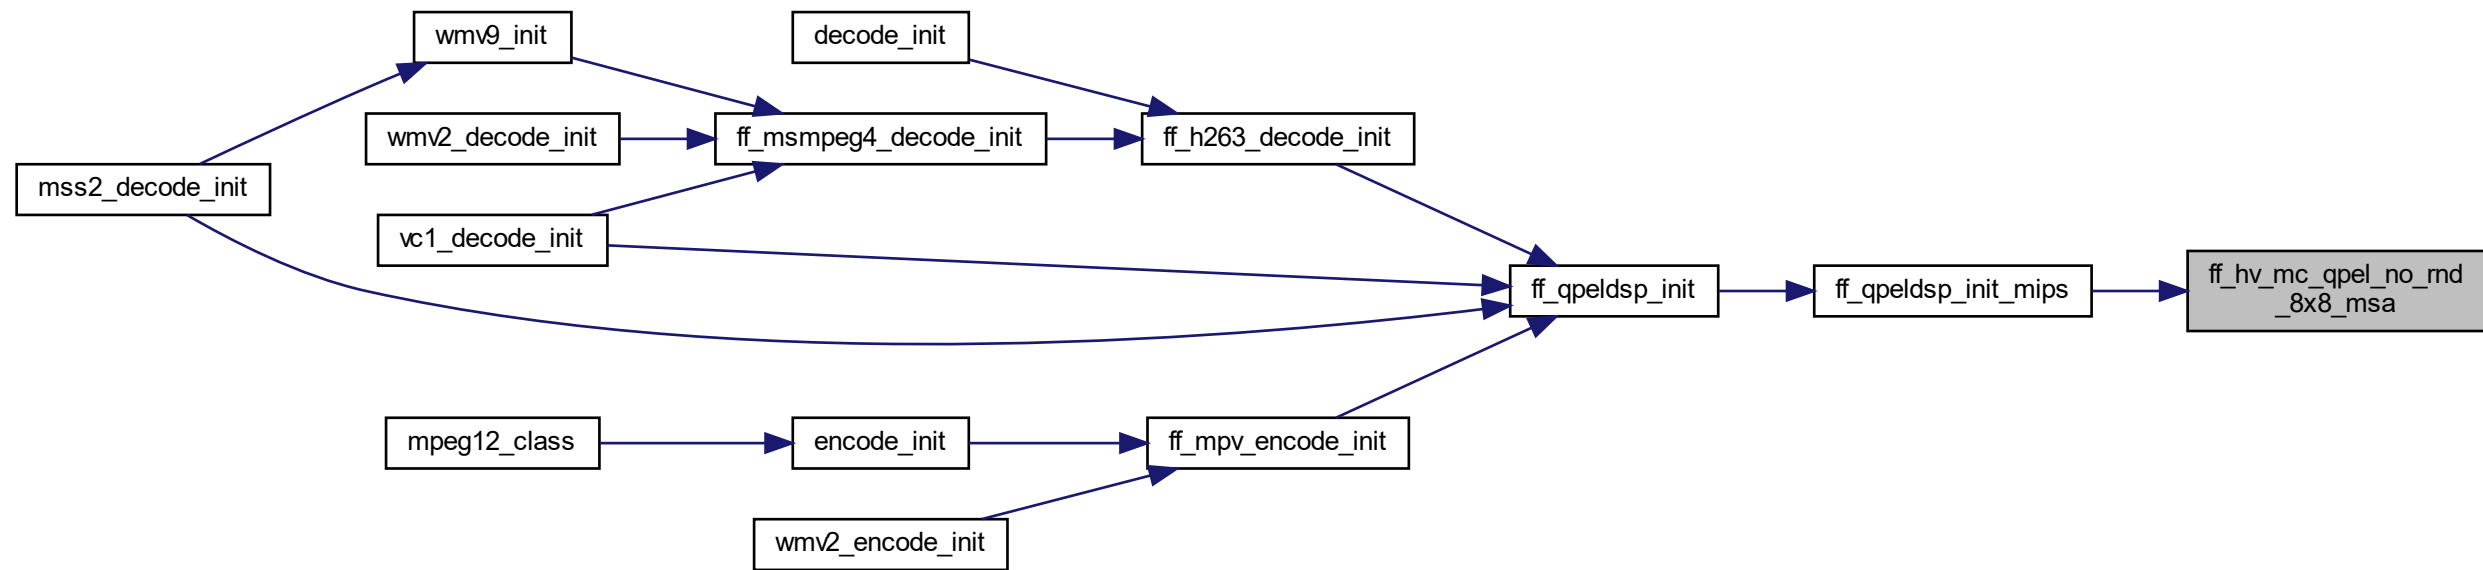 wmv9_init
decode_init
wmv2_decode_init
ff_msmpeg4_decode_init
ff_h263_decode_init
mss2_decode_init
vc1_decode_init
ff_qpeldsp_init
ff_qpeldsp_init_mips
ff_hv_mc_qpel_no_rnd
_8x8_msa
mpeg12_class
encode_init
ff_mpv_encode_init
wmv2_encode_init